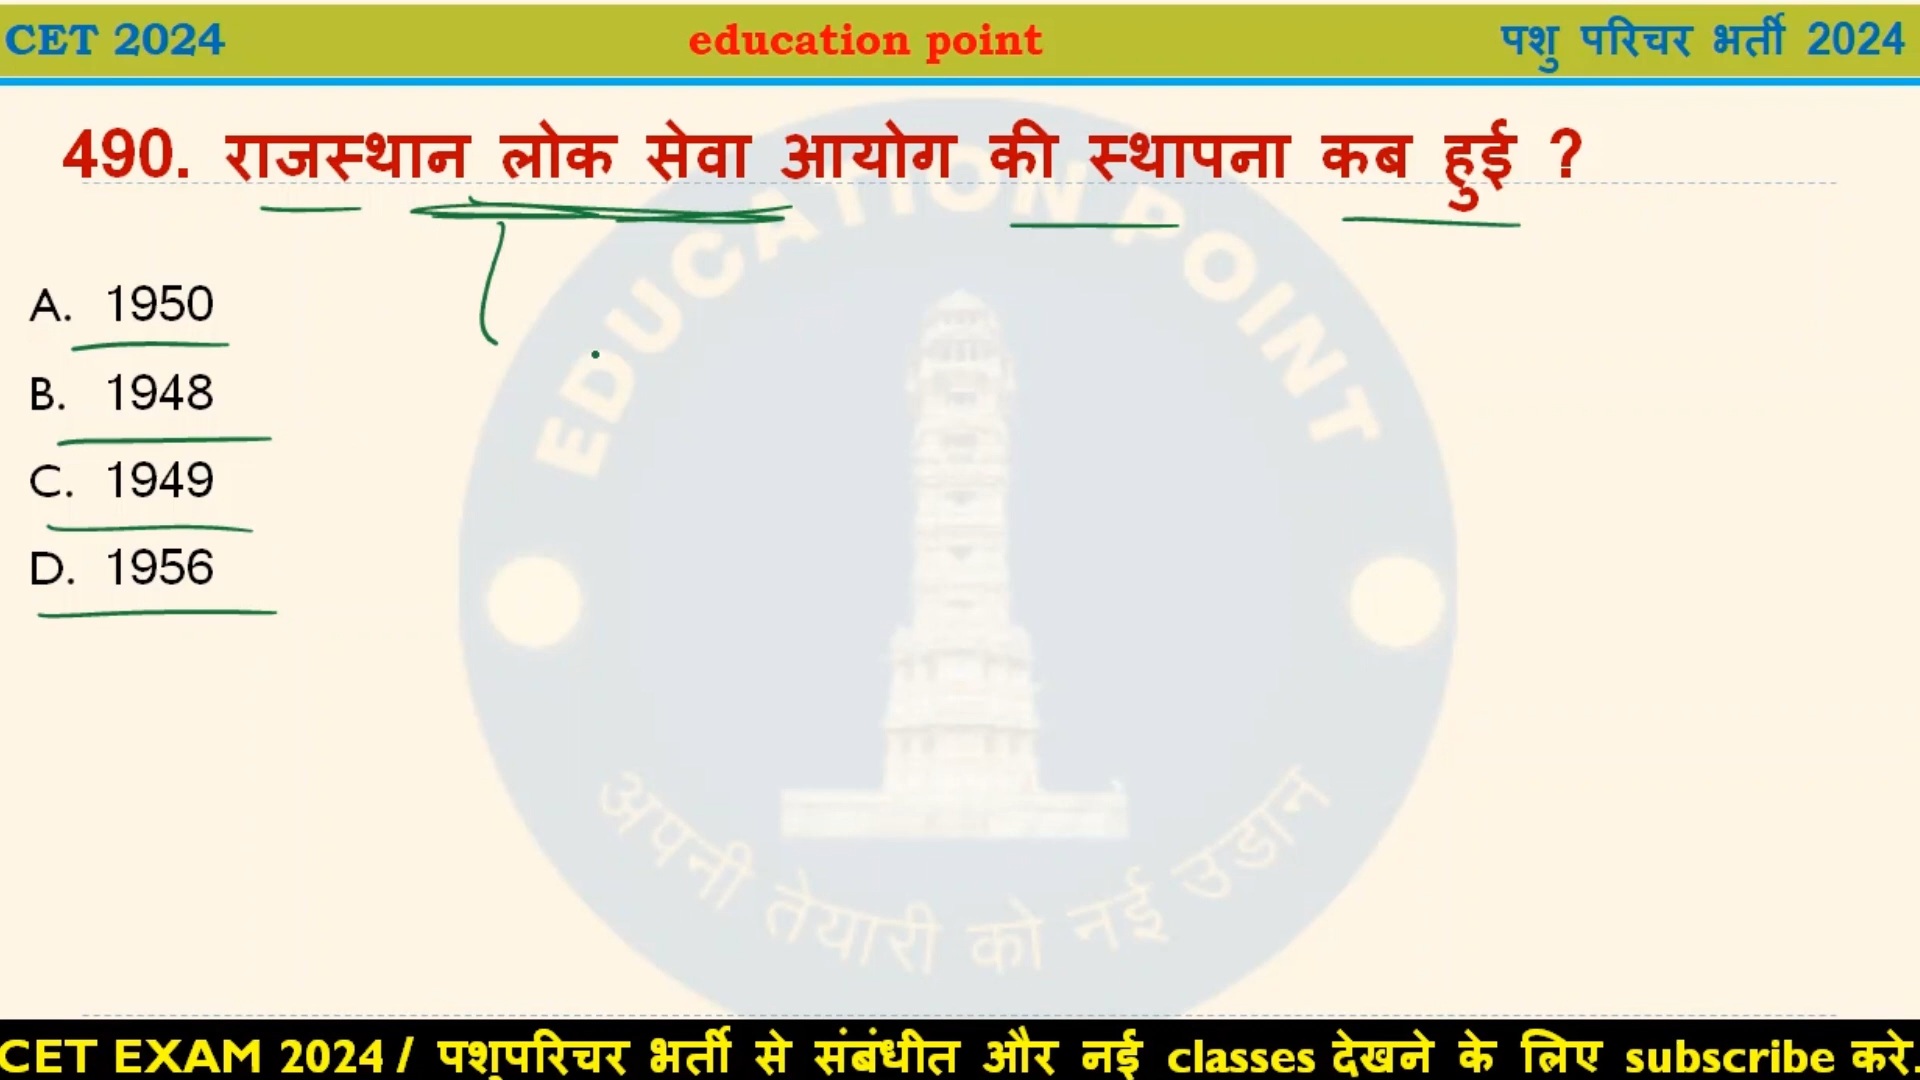 CET 2024 education point पशु परिचर भर्ती 2024
490. राजस्थान लोक सेवा आयोग की स्थापना कब हुई ?
A. 1950
B. 1948
C. 1949
D. 1956
EDUCATION POINT
अपनी तेयारी को नई उडान
CET EXAM 2024 / पशुपरिचर भर्ती से संबंधीत और नई classes देखने के लिए subscribe करे.